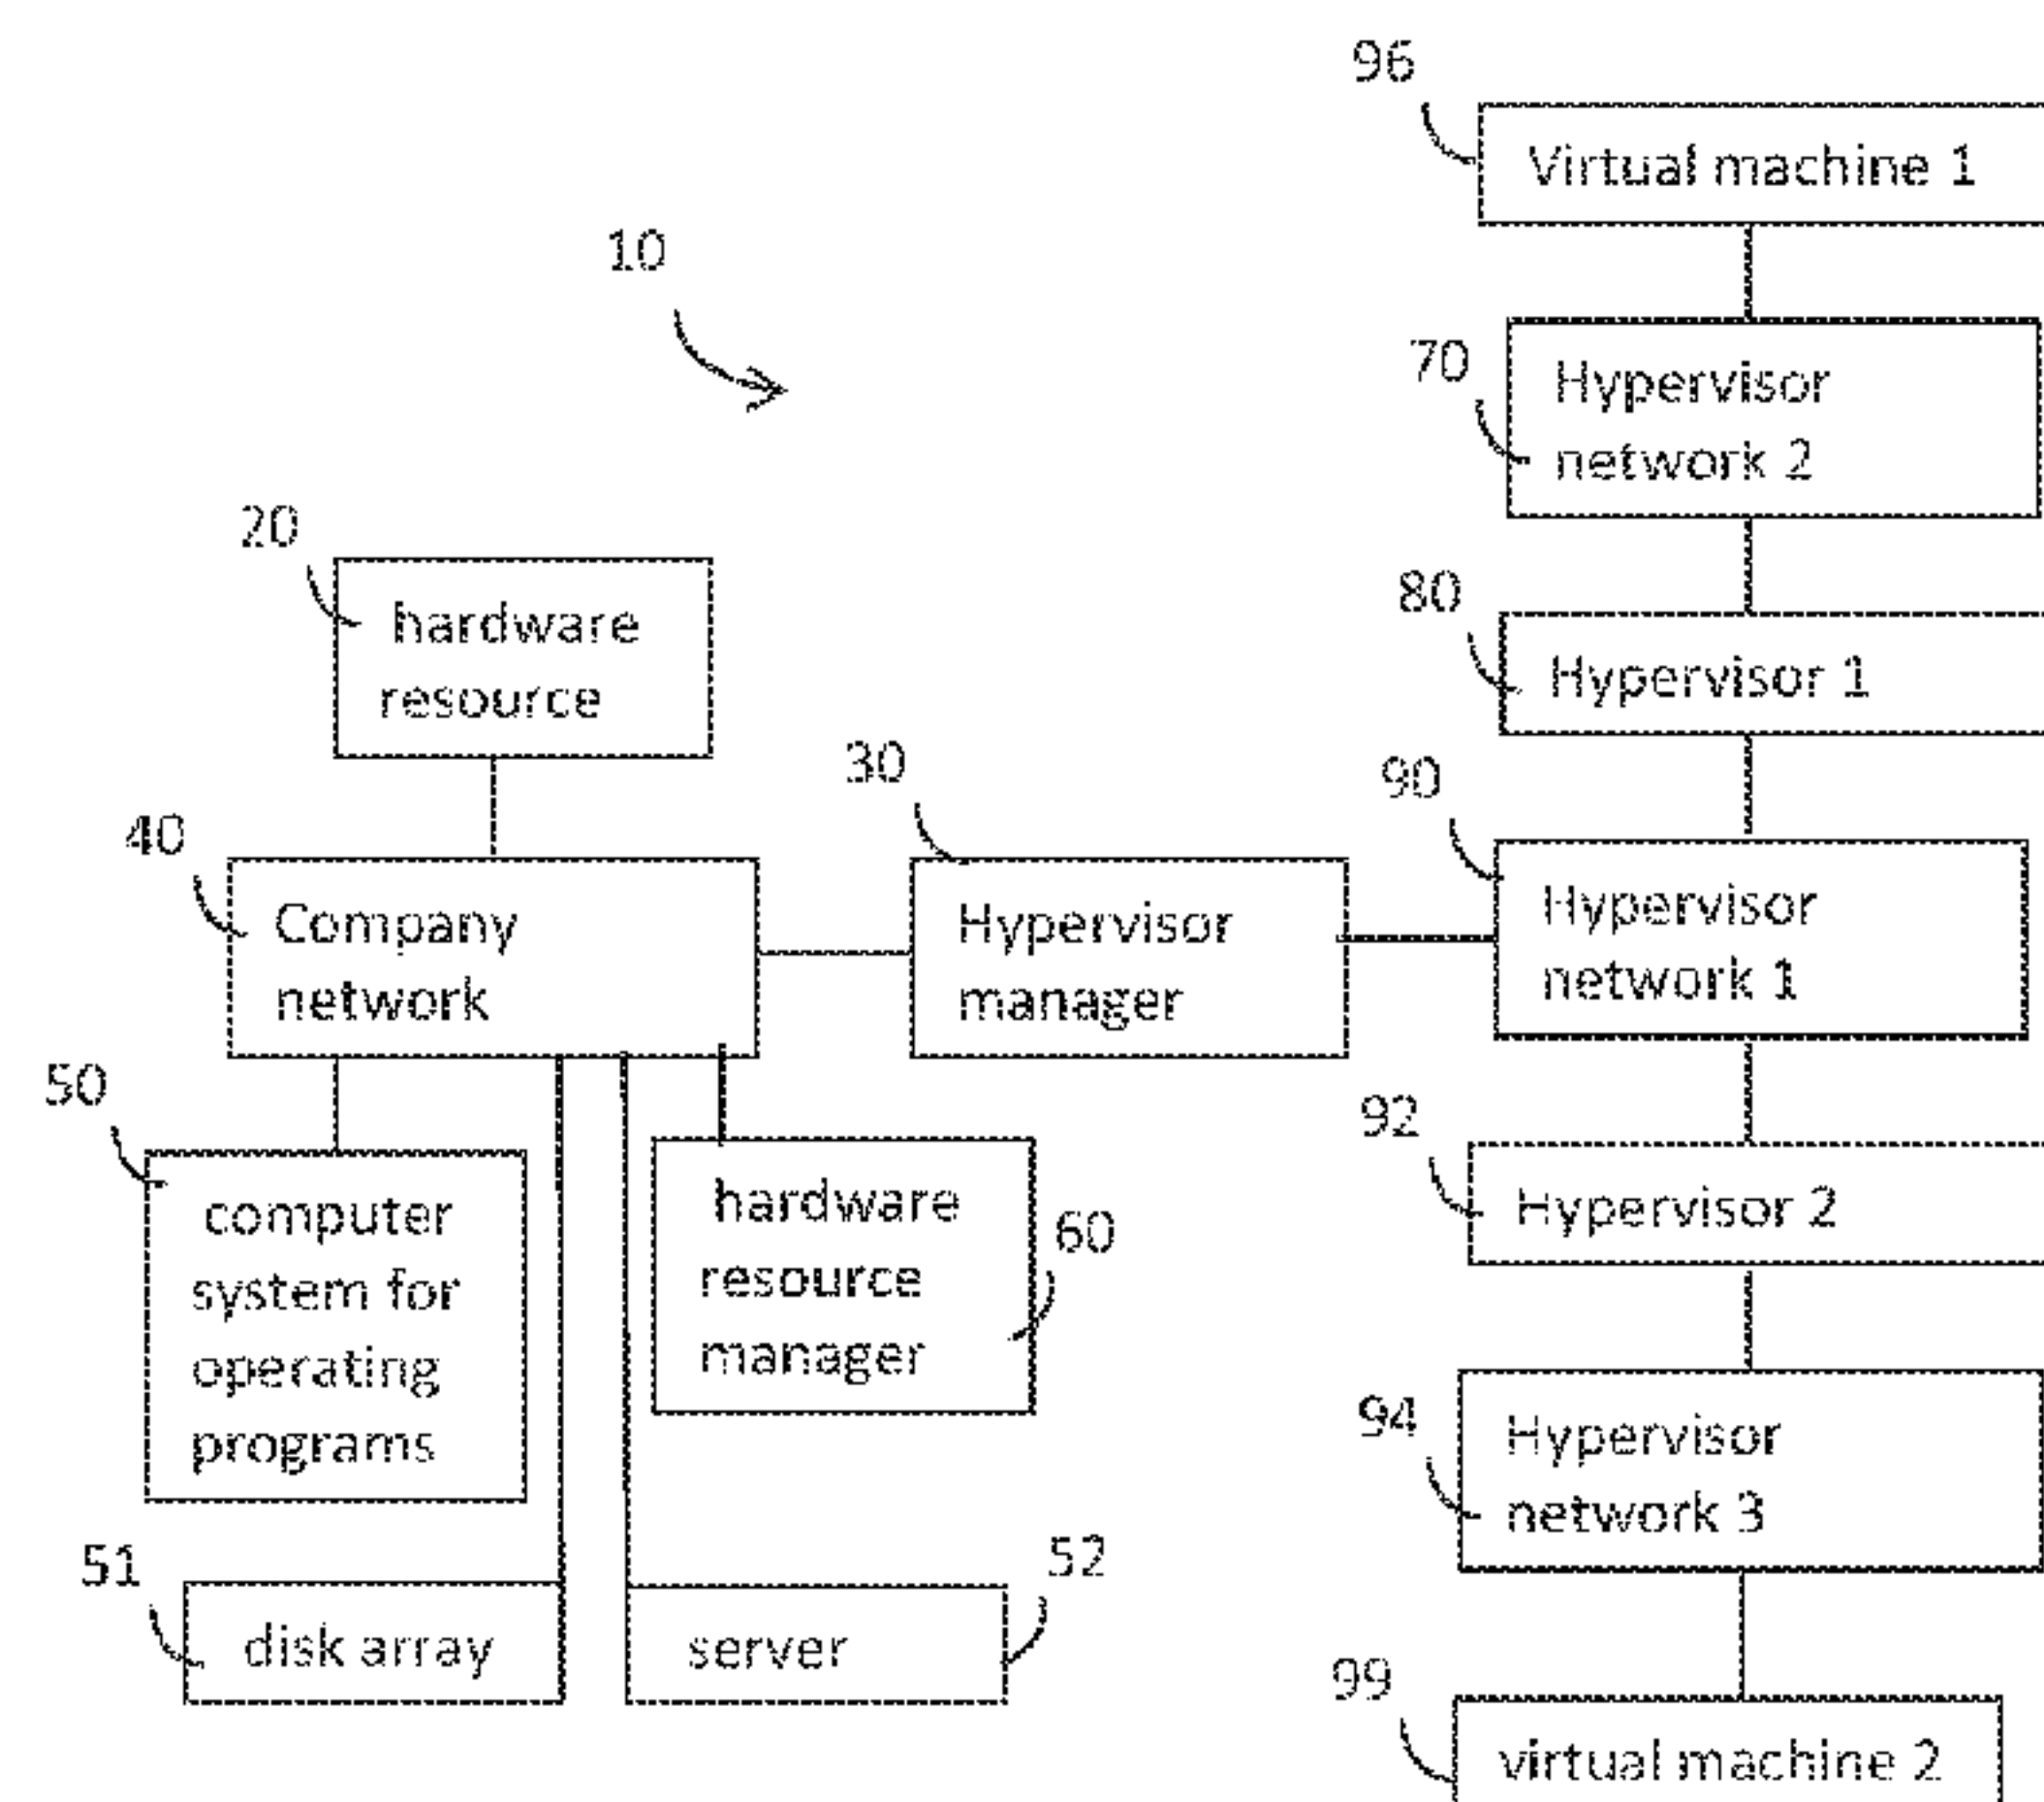 96
Virtual machine 1
10
70
Hypervisor
network 2
20
hardware
resource
80
Hypervisor 1
30
90
40
Company
network
Hypervisor
manager
Hypervisor
network 1
50
92
computer
system for
operating
programs
hardware
resource
manager
60
Hypervisor 2
94
Hypervisor
network 3
51
disk array
52
server
99
virtual machine 2